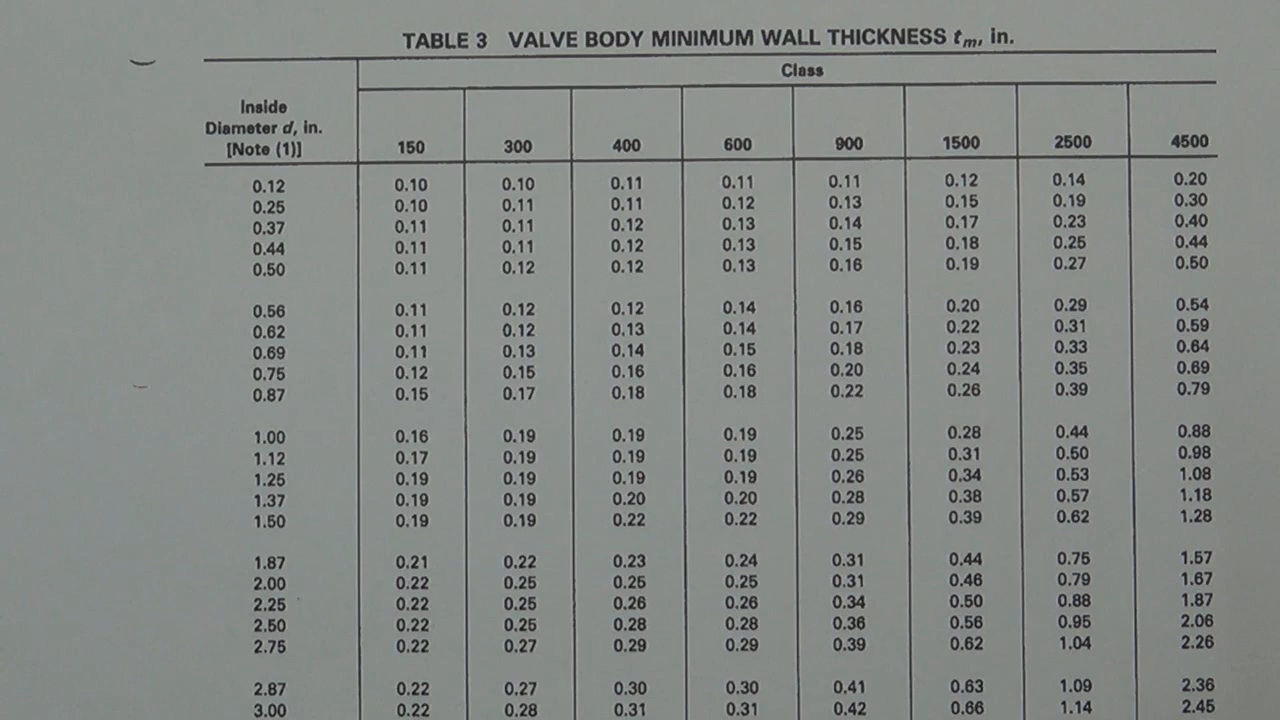 TABLE 3 VALVE BODY MINIMUM WALL THICKNESS tm, in.
Class
Inside
Diameter d, in.
[Note (1)] 150 300 400 600 900 1500 2500 4500
0.12 0.10 0.10 0.11 0.11 0.11 0.12 0.14 0.20
0.25 0.10 0.11 0.11 0.12 0.13 0.15 0.19 0.30
0.37 0.11 0.11 0.12 0.13 0.14 0.17 0.23 0.40
0.44 0.11 0.11 0.12 0.13 0.15 0.18 0.25 0.44
0.50 0.11 0.12 0.12 0.13 0.16 0.19 0.27 0.50
0.56 0.11 0.12 0.12 0.14 0.16 0.20 0.29 0.54
0.62 0.11 0.12 0.13 0.14 0.17 0.22 0.31 0.59
0.69 0.11 0.13 0.14 0.15 0.18 0.23 0.33 0.64
0.75 0.12 0.15 0.16 0.16 0.20 0.24 0.35 0.69
0.87 0.15 0.17 0.18 0.18 0.22 0.26 0.39 0.79
1.00 0.16 0.19 0.19 0.19 0.25 0.28 0.44 0.88
1.12 0.17 0.19 0.19 0.19 0.25 0.31 0.50 0.98
1.25 0.19 0.19 0.19 0.19 0.26 0.34 0.53 1.08
1.37 0.19 0.19 0.20 0.20 0.28 0.38 0.57 1.18
1.50 0.19 0.19 0.22 0.22 0.29 0.39 0.62 1.28
1.87 0.21 0.22 0.23 0.24 0.31 0.44 0.75 1.57
2.00 0.22 0.25 0.25 0.25 0.31 0.46 0.79 1.67
2.25 0.22 0.25 0.26 0.26 0.34 0.50 0.88 1.87
2.50 0.22 0.25 0.28 0.28 0.36 0.56 0.95 2.06
2.75 0.22 0.27 0.29 0.29 0.39 0.62 1.04 2.26
2.87 0.22 0.27 0.30 0.30 0.41 0.63 1.09 2.36
3.00 0.22 0.28 0.31 0.31 0.42 0.66 1.14 2.45